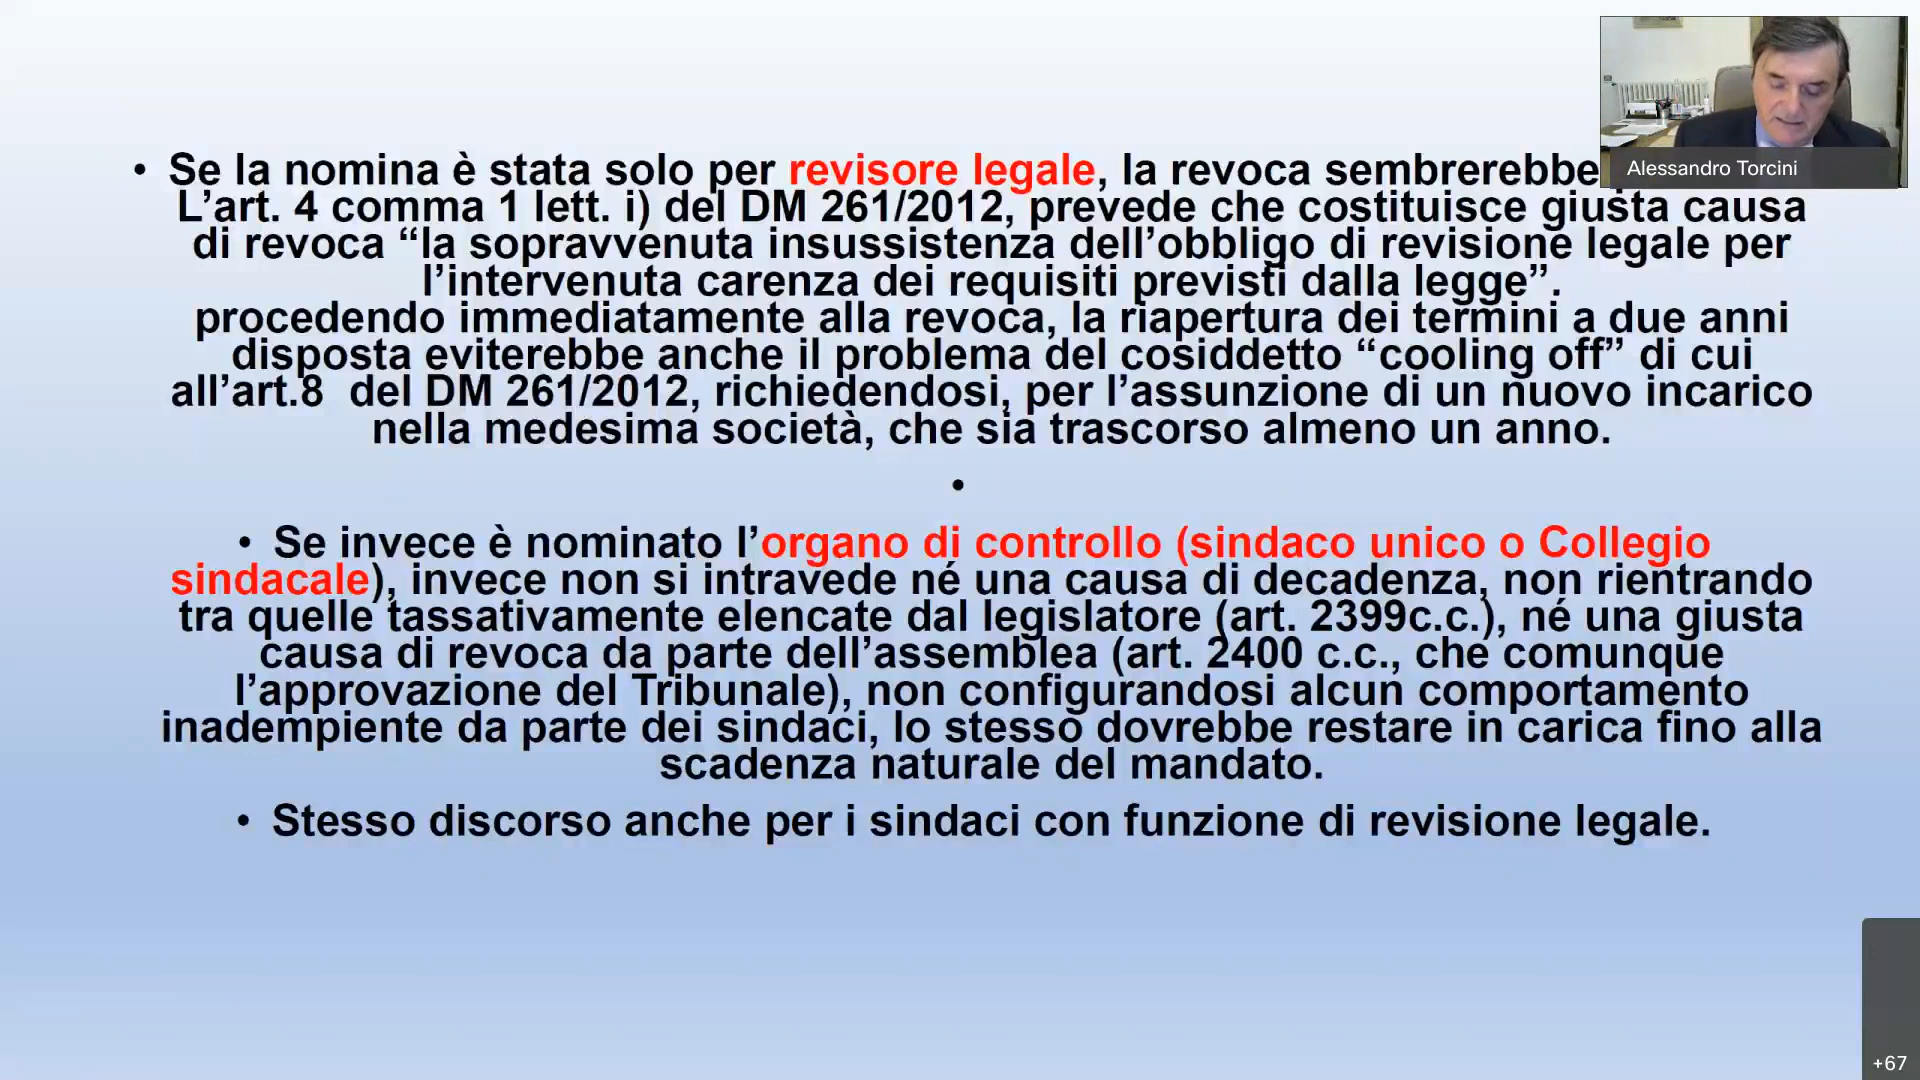 • Se la nomina è stata solo per revisore legale, la revoca sembrerebbe
L’art. 4 comma 1 lett. i) del DM 261/2012, prevede che costituisce giusta causa
di revoca “la sopravvenuta insussistenza dell’obbligo di revisione legale per
l’intervenuta carenza dei requisiti previsti dalla legge”.
procedendo immediatamente alla revoca, la riapertura dei termini a due anni
disposta eviterebbe anche il problema del cosiddetto “cooling off” di cui
all’art.8  del DM 261/2012, richiedendosi, per l’assunzione di un nuovo incarico
nella medesima società, che sia trascorso almeno un anno.
•
• Se invece è nominato l’organo di controllo (sindaco unico o Collegio
sindacale), invece non si intravede né una causa di decadenza, non rientrando
tra quelle tassativamente elencate dal legislatore (art. 2399c.c.), né una giusta
causa di revoca da parte dell’assemblea (art. 2400 c.c., che comunque
l’approvazione del Tribunale), non configurandosi alcun comportamento
inadempiente da parte dei sindaci, lo stesso dovrebbe restare in carica fino alla
scadenza naturale del mandato.
• Stesso discorso anche per i sindaci con funzione di revisione legale.
Alessandro Torcini
+67